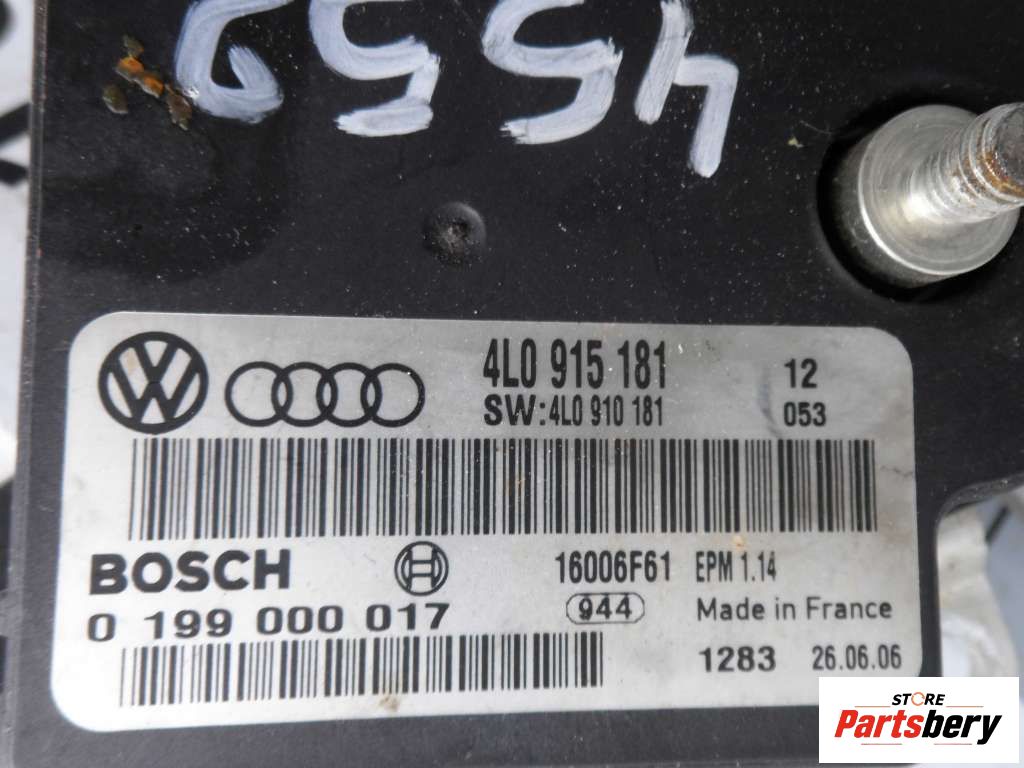 4L0 915 181 12
SW:4L0 910 181 053
BOSCH 16006F61 EPM 1.14
0 199 000 017 944 Made in France
1283 26.06.06
STORE
Partsbery